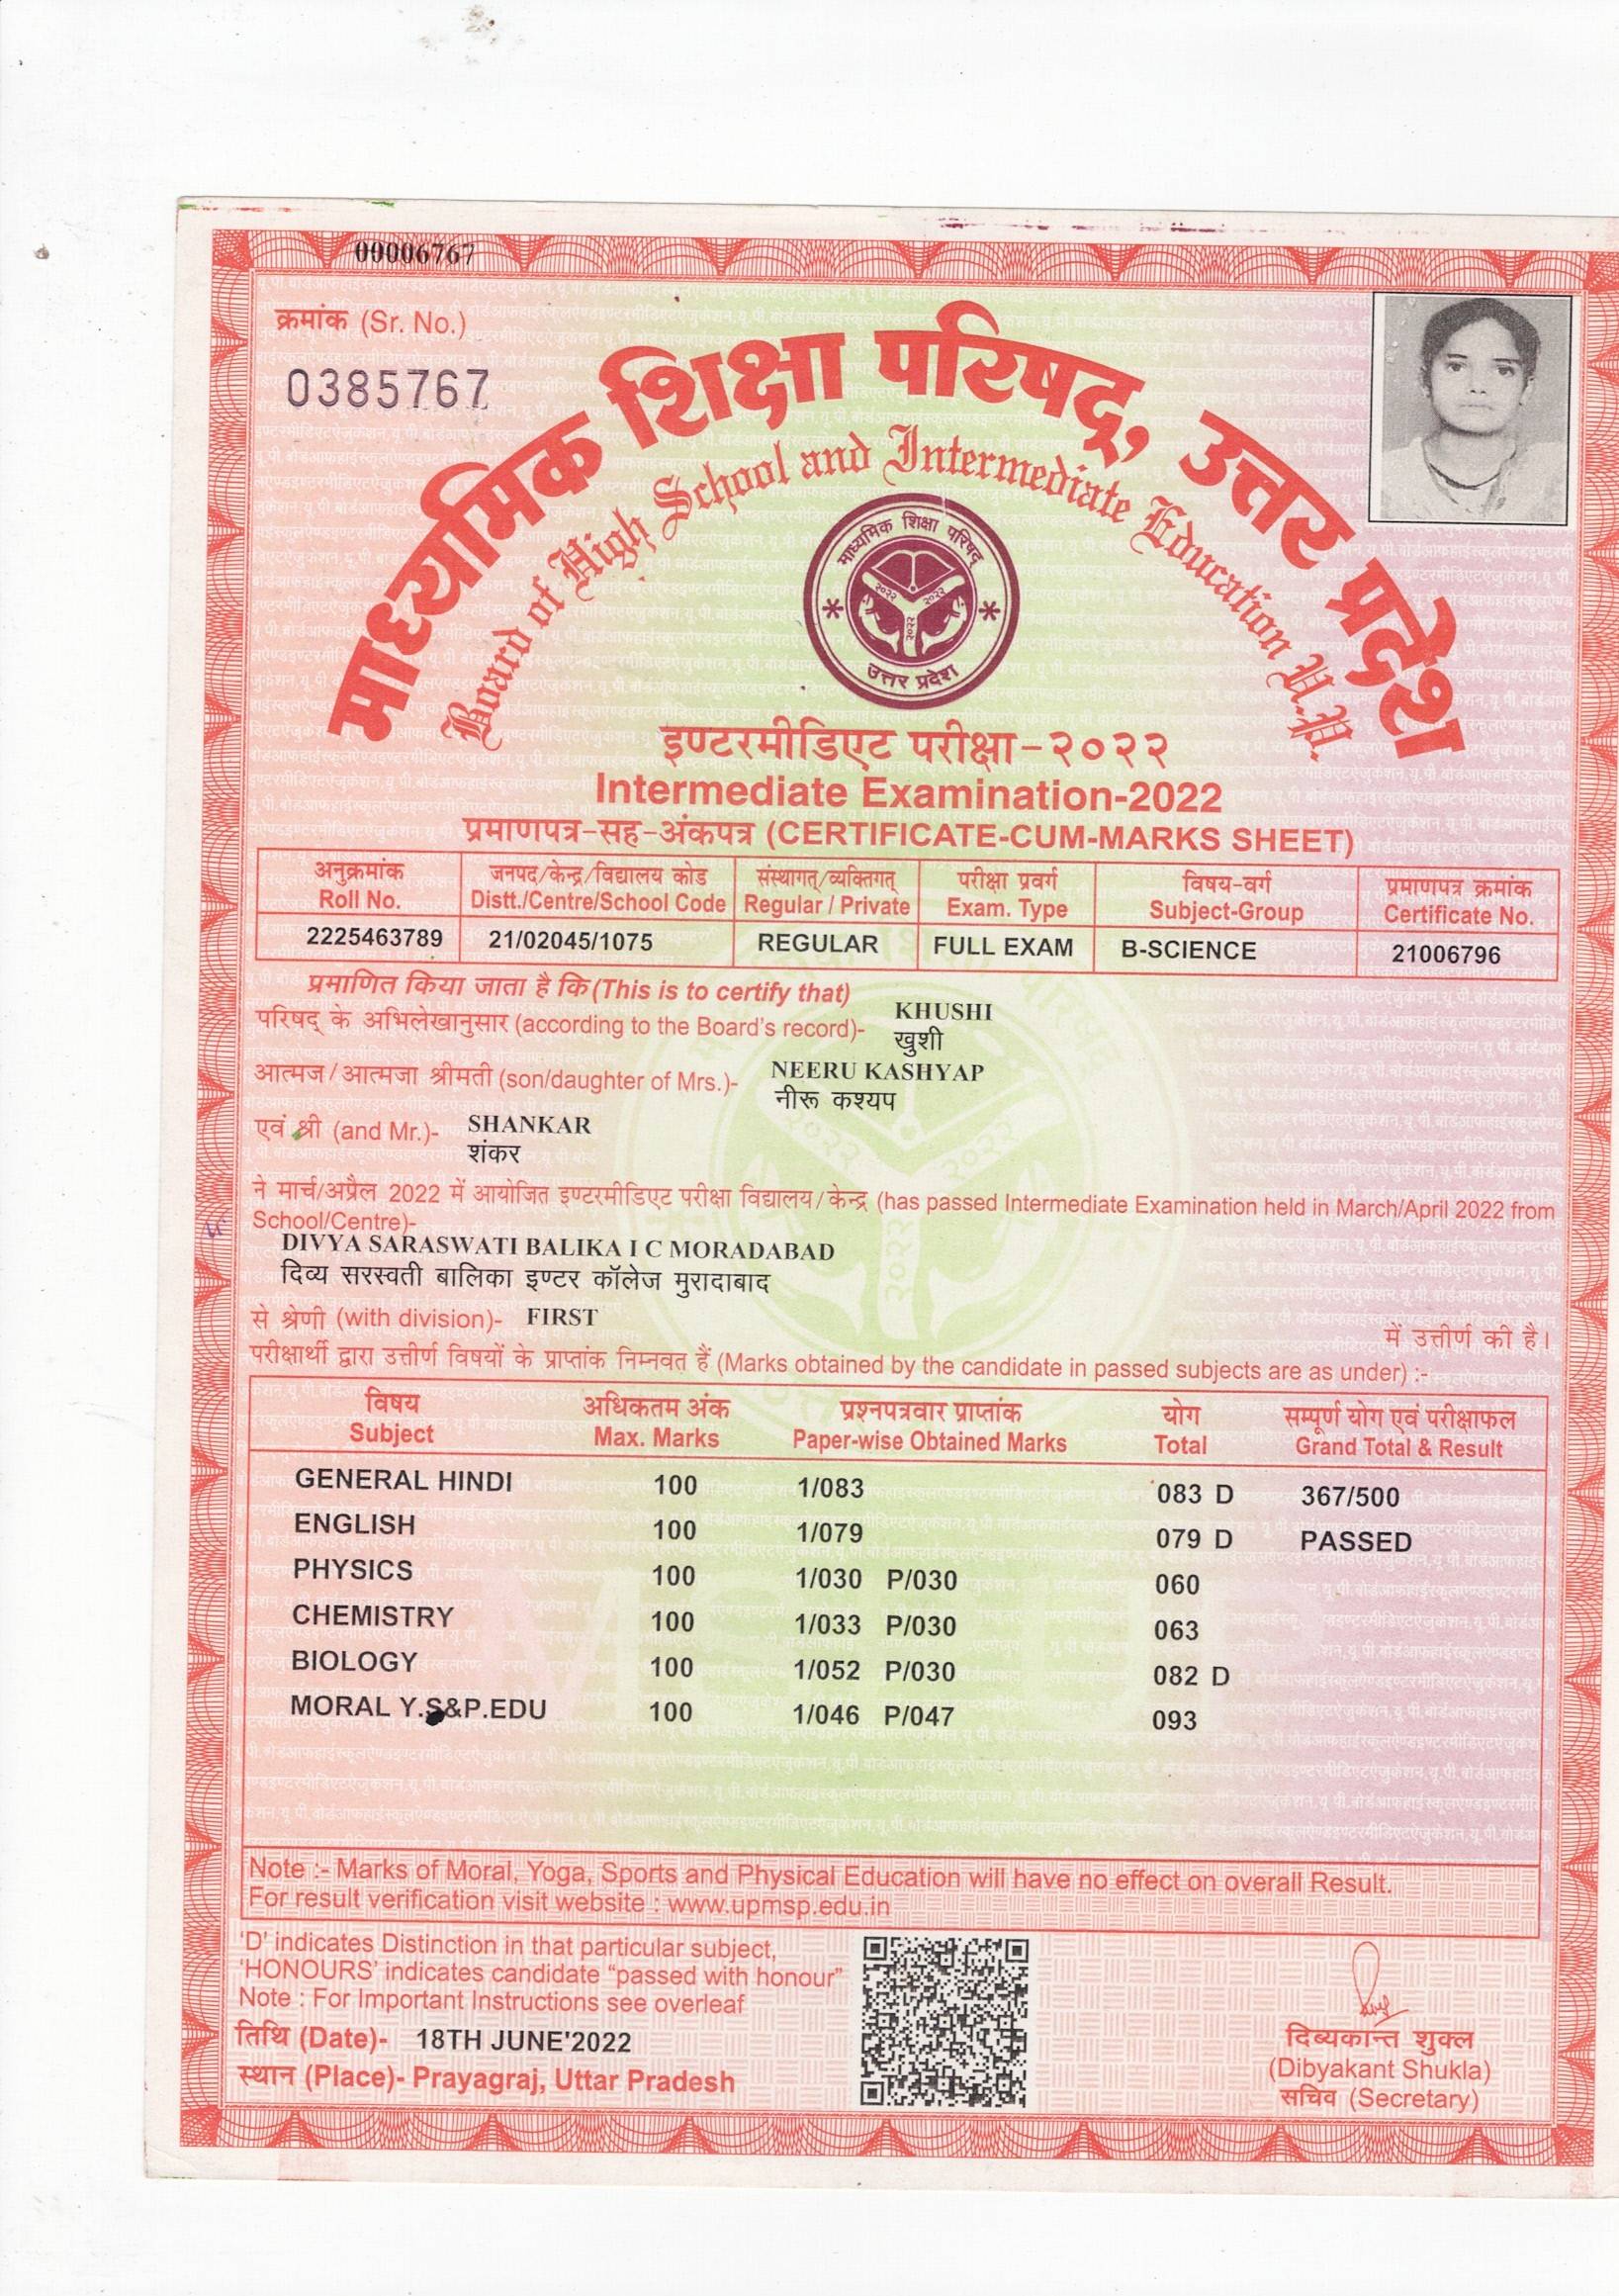 00006767
क्रमांक (Sr. No.)
0385767
माध्यमिक शिक्षा परिषद्, उत्तर प्रदेश
Board of High School and Intermediate Education U.P.
माध्यमिक शिक्षा परिषद्
२०२२ २०२२
२०२२
उत्तर प्रदेश
इण्टरमीडिएट परीक्षा-२०२२
Intermediate Examination-2022
प्रमाणपत्र-सह-अंकपत्र (CERTIFICATE-CUM-MARKS SHEET)
अनुक्रमांक जनपद/केन्द्र/विद्यालय कोड संस्थागत्/व्यक्तिगत् परीक्षा प्रवर्ग विषय-वर्ग प्रमाणपत्र क्रमांक
Roll No. Distt./Centre/School Code Regular / Private Exam. Type Subject-Group Certificate No.
2225463789 21/02045/1075 REGULAR FULL EXAM B-SCIENCE 21006796
प्रमाणित किया जाता है कि (This is to certify that)
परिषद् के अभिलेखानुसार (according to the Board's record)- KHUSHI
खुशी
आत्मज/आत्मजा श्रीमती (son/daughter of Mrs.)- NEERU KASHYAP
नीरू कश्यप
एवं श्री (and Mr.)- SHANKAR
शंकर
ने मार्च/अप्रैल 2022 में आयोजित इण्टरमीडिएट परीक्षा विद्यालय/केन्द्र (has passed Intermediate Examination held in March/April 2022 from
School/Centre)-
DIVYA SARASWATI BALIKA I C MORADABAD
दिव्य सरस्वती बालिका इण्टर कॉलेज मुरादाबाद
से श्रेणी (with division)- FIRST में उत्तीर्ण की है।
परीक्षार्थी द्वारा उत्तीर्ण विषयों के प्राप्तांक निम्नवत हैं (Marks obtained by the candidate in passed subjects are as under) :-
विषय अधिकतम अंक प्रश्नपत्रवार प्राप्तांक योग सम्पूर्ण योग एवं परीक्षाफल
Subject Max. Marks Paper-wise Obtained Marks Total Grand Total & Result
GENERAL HINDI 100 1/083 083 D 367/500
ENGLISH 100 1/079 079 D PASSED
PHYSICS 100 1/030 P/030 060
CHEMISTRY 100 1/033 P/030 063
BIOLOGY 100 1/052 P/030 082 D
MORAL Y.S&P.EDU 100 1/046 P/047 093
Note :- Marks of Moral, Yoga, Sports and Physical Education will have no effect on overall Result.
For result verification visit website : www.upmsp.edu.in
'D' indicates Distinction in that particular subject,
'HONOURS' indicates candidate "passed with honour"
Note : For Important Instructions see overleaf
तिथि (Date)- 18TH JUNE'2022
स्थान (Place)- Prayagraj, Uttar Pradesh
दिब्यकान्त शुक्ल
(Dibyakant Shukla)
सचिव (Secretary)